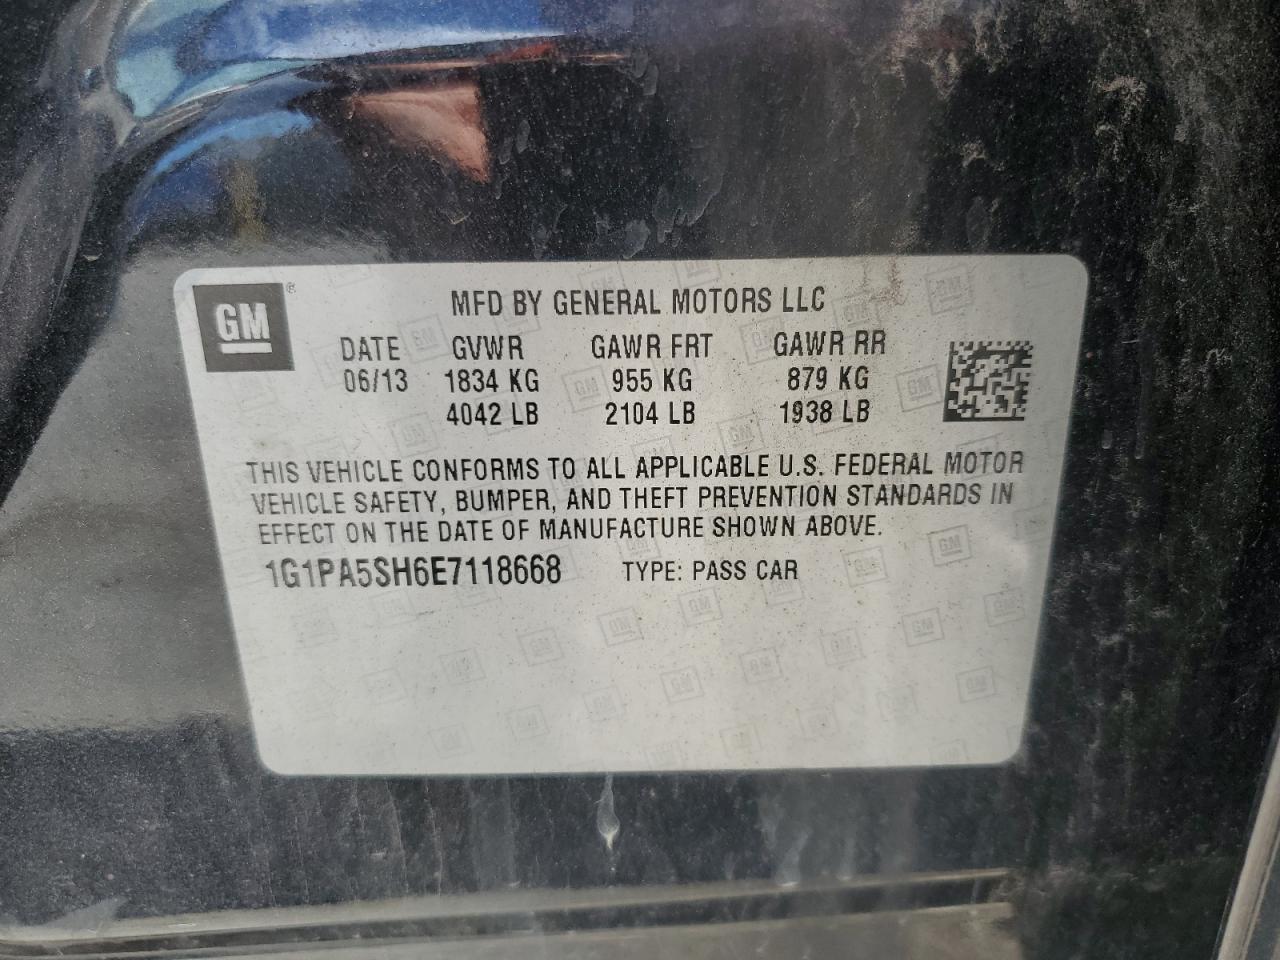 GM®
MFD BY GENERAL MOTORS LLC
DATE GVWR GAWR FRT GAWR RR
06/13 1834 KG 955 KG 879 KG
4042 LB 2104 LB 1938 LB
THIS VEHICLE CONFORMS TO ALL APPLICABLE U.S. FEDERAL MOTOR
VEHICLE SAFETY, BUMPER, AND THEFT PREVENTION STANDARDS IN
EFFECT ON THE DATE OF MANUFACTURE SHOWN ABOVE.
1G1PA5SH6E7118668 TYPE: PASS CAR